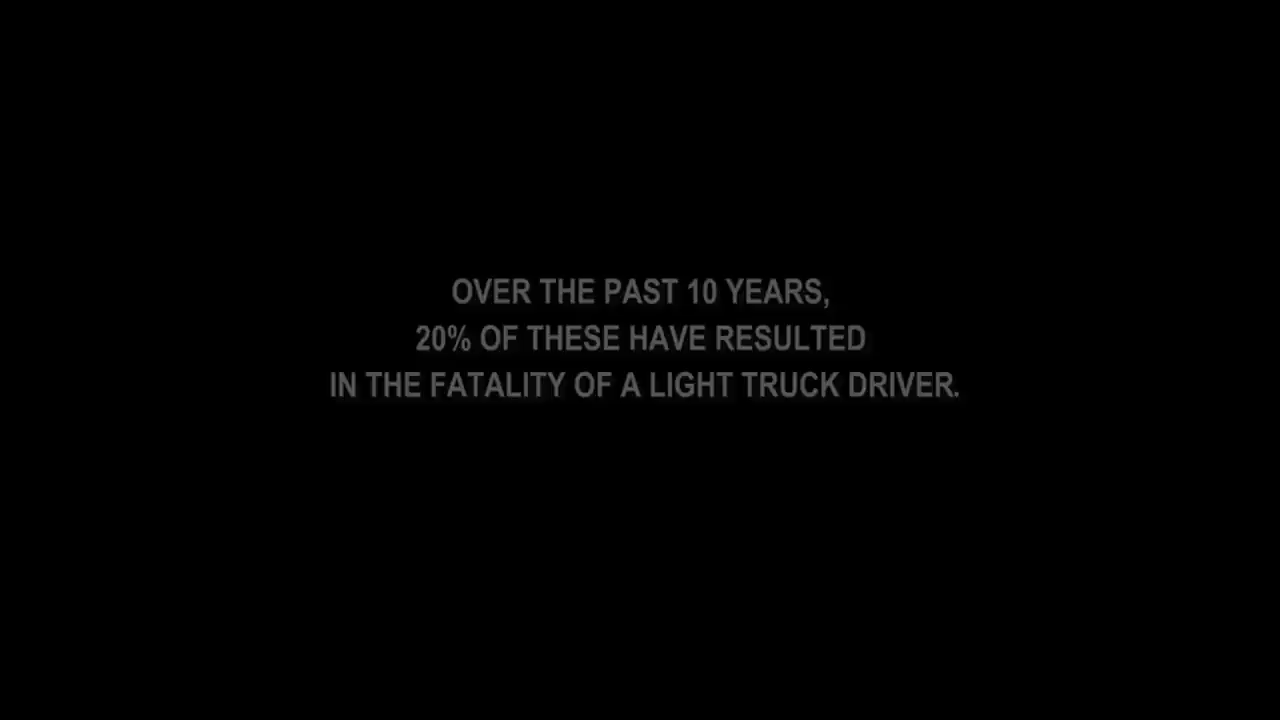 OVER THE PAST 10 YEARS,
20% OF THESE HAVE RESULTED
IN THE FATALITY OF A LIGHT TRUCK DRIVER.